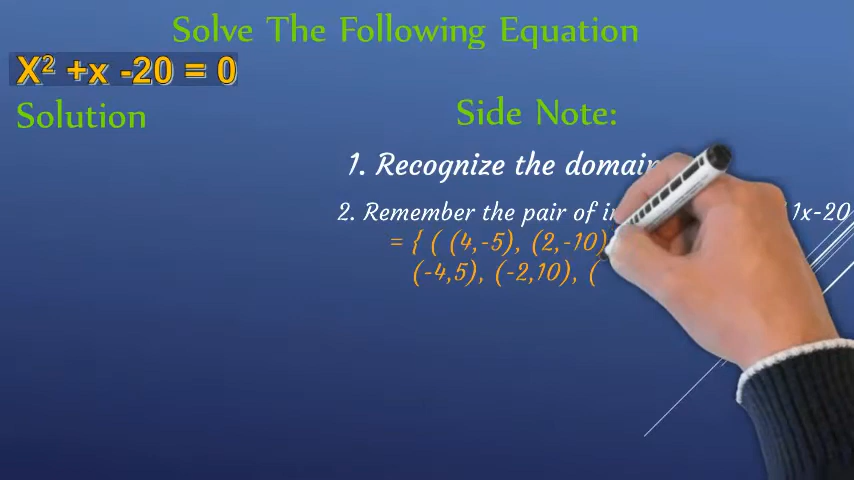 Solve The Following Equation
X² +x -20 = 0
Solution
Side Note:
1. Recognize the domain
2. Remember the pair of 1x-20
= { ( (4,-5), (2,-10)
(-4,5), (-2,10), (